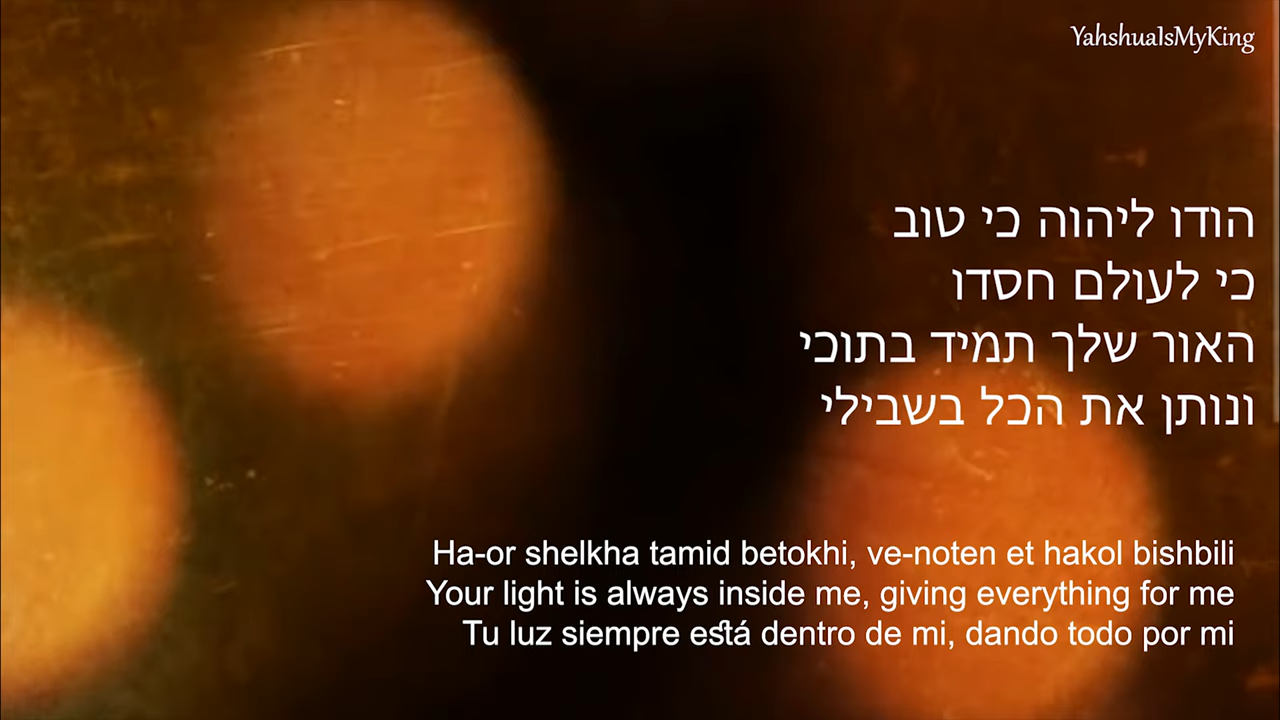 YahshuaIsMyKing
הודו ליהוה כי טוב
כי לעולם חסדו
האור שלך תמיד בתוכי
ונותן את הכל בשבילי
Ha-or shelkha tamid betokhi, ve-noten et hakol bishbili
Your light is always inside me, giving everything for me
Tu luz siempre está dentro de mi, dando todo por mi